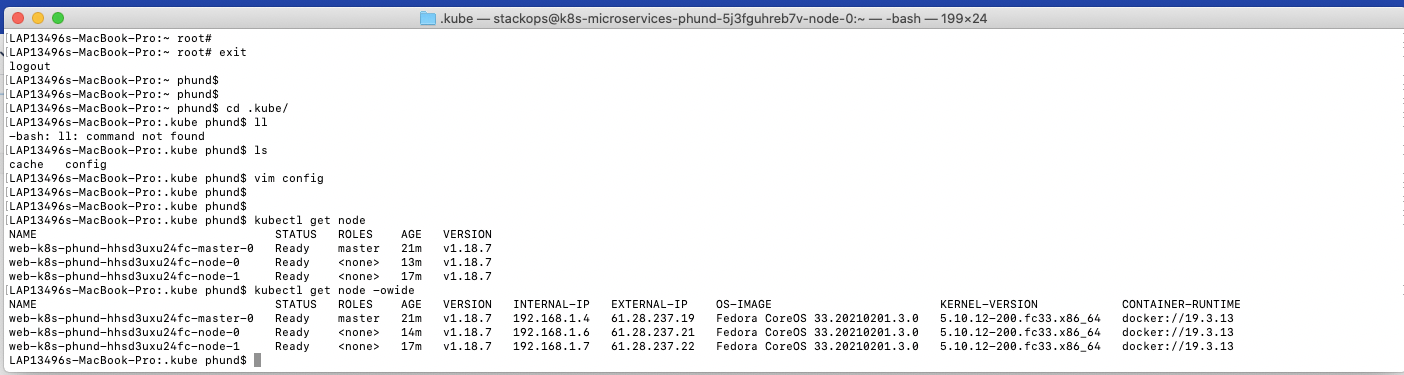 .kube — stackops@k8s-microservices-phund-5j3fguhreb7v-node-0:~ — -bash — 199×24
LAP13496s-MacBook-Pro:~ root#
LAP13496s-MacBook-Pro:~ root# exit
logout
LAP13496s-MacBook-Pro:~ phund$
LAP13496s-MacBook-Pro:~ phund$
LAP13496s-MacBook-Pro:~ phund$ cd .kube/
LAP13496s-MacBook-Pro:.kube phund$ ll
-bash: ll: command not found
LAP13496s-MacBook-Pro:.kube phund$ ls
cache   config
LAP13496s-MacBook-Pro:.kube phund$ vim config
LAP13496s-MacBook-Pro:.kube phund$
LAP13496s-MacBook-Pro:.kube phund$
LAP13496s-MacBook-Pro:.kube phund$ kubectl get node
NAME                                  STATUS   ROLES    AGE   VERSION
web-k8s-phund-hhsd3uxu24fc-master-0   Ready    master   21m   v1.18.7
web-k8s-phund-hhsd3uxu24fc-node-0     Ready    <none>   13m   v1.18.7
web-k8s-phund-hhsd3uxu24fc-node-1     Ready    <none>   17m   v1.18.7
LAP13496s-MacBook-Pro:.kube phund$ kubectl get node -owide
NAME                                  STATUS   ROLES    AGE   VERSION   INTERNAL-IP   EXTERNAL-IP    OS-IMAGE                        KERNEL-VERSION            CONTAINER-RUNTIME
web-k8s-phund-hhsd3uxu24fc-master-0   Ready    master   21m   v1.18.7   192.168.1.4   61.28.237.19   Fedora CoreOS 33.20210201.3.0   5.10.12-200.fc33.x86_64   docker://19.3.13
web-k8s-phund-hhsd3uxu24fc-node-0     Ready    <none>   14m   v1.18.7   192.168.1.6   61.28.237.21   Fedora CoreOS 33.20210201.3.0   5.10.12-200.fc33.x86_64   docker://19.3.13
web-k8s-phund-hhsd3uxu24fc-node-1     Ready    <none>   17m   v1.18.7   192.168.1.7   61.28.237.22   Fedora CoreOS 33.20210201.3.0   5.10.12-200.fc33.x86_64   docker://19.3.13
LAP13496s-MacBook-Pro:.kube phund$